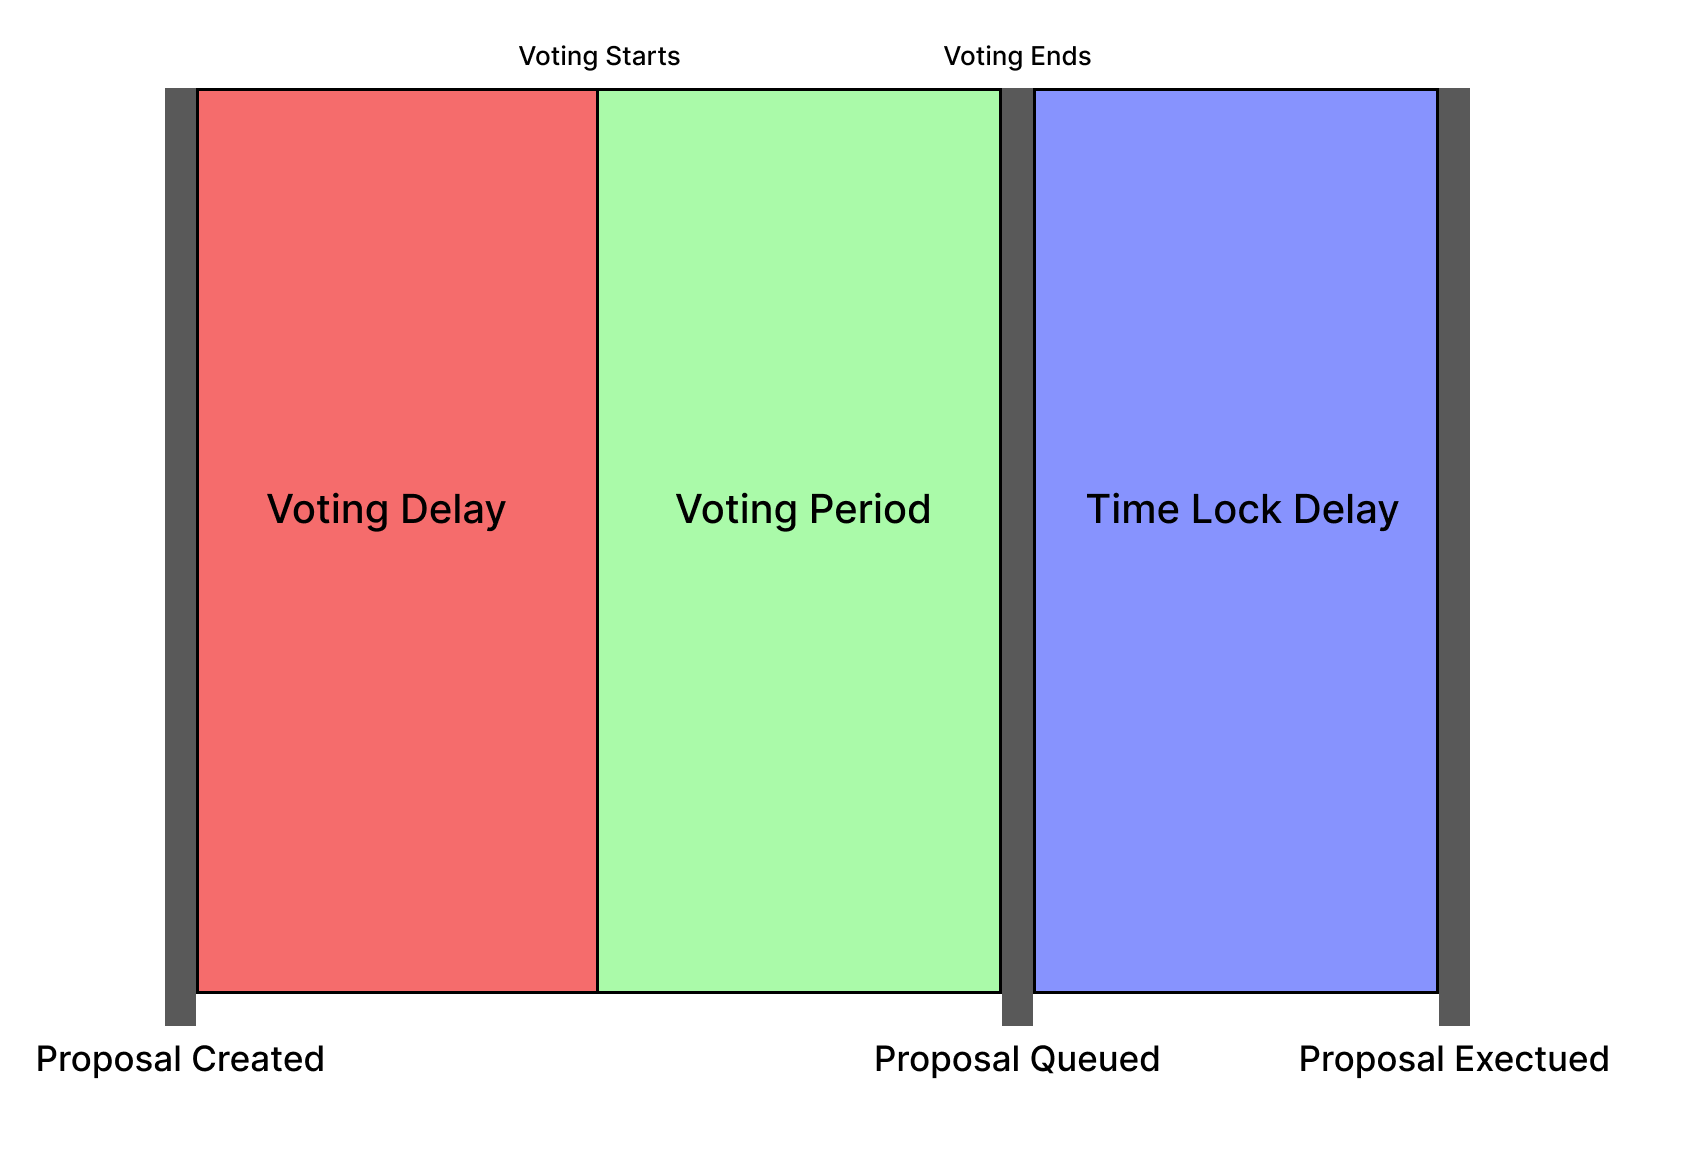 Voting Starts
Voting Ends
Voting Delay
Voting Period
Time Lock Delay
Proposal Created
Proposal Queued
Proposal Exectued